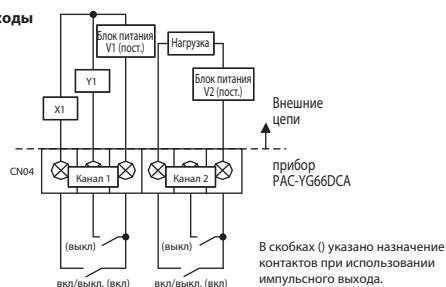 ходы
Блок питания
V1 (пост.)
Нагрузка
Y1
Блок питания
V2 (пост.)
X1
Внешние
цепи
CN04
Канал 1
Канал 2
прибор
PAC-YG66DCA
(выкл)
(выкл)
вкл/выкл. (вкл)
вкл/выкл. (вкл)
В скобках () указано назначение
контактов при использовании
импульсного выхода.